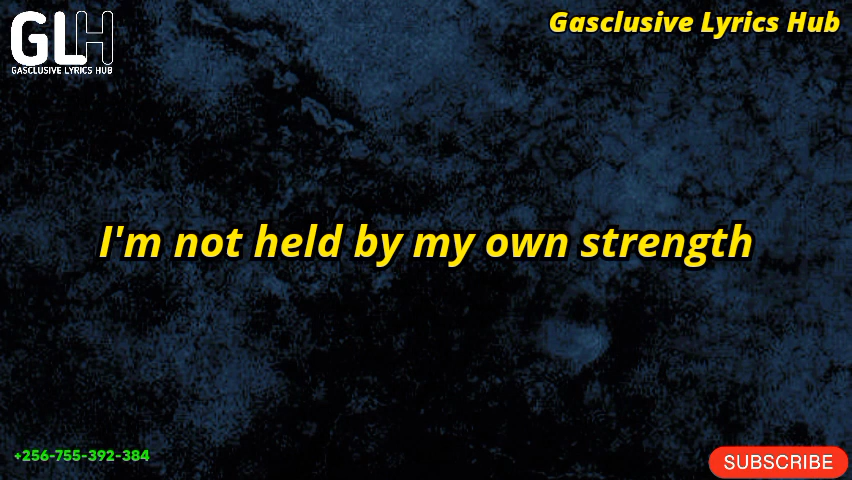 GLH
GASCLUSIVE LYRICS HUB
Gasclusive Lyrics Hub
I'm not held by my own strength
+256-755-392-384
SUBSCRIBE